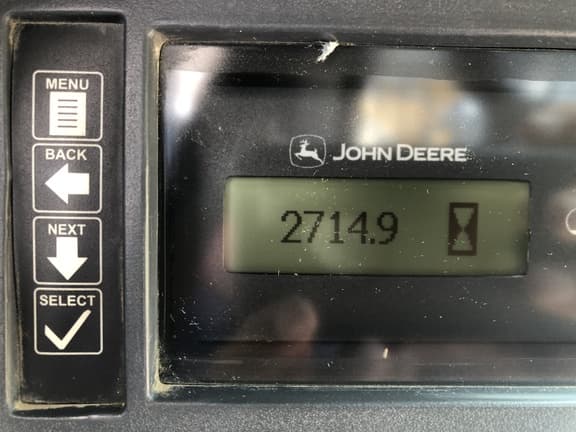 MENU
BACK
NEXT
SELECT
JOHN DEERE
2714.9